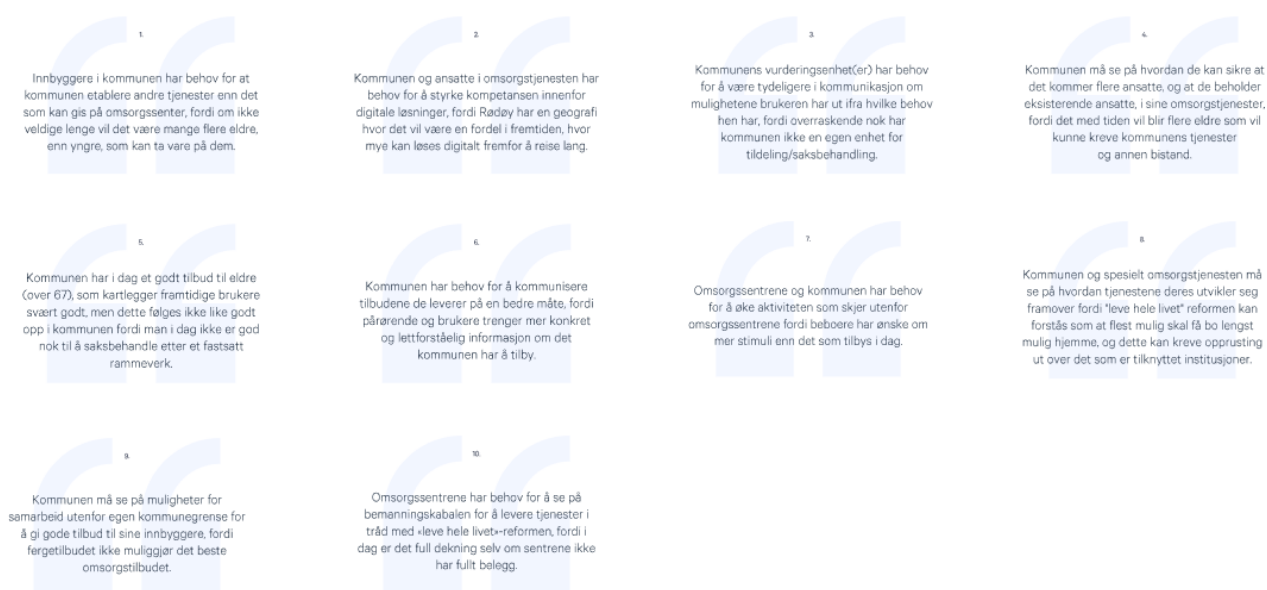 1.
Innbyggere i kommunen har behov for at
kommunen etablere andre tjenester enn det
som kan gis på omsorgssenter, fordi om ikke
veldige lenge vil det være mange flere eldre,
enn yngre, som kan ta vare på dem.
2.
Kommunen og ansatte i omsorgstjenesten har
behov for å styrke kompetansen innenfor
digitale løsninger, fordi Rødøy har en geografi
hvor det vil være en fordel i fremtiden, hvor
mye kan løses digitalt fremfor å reise lang.
3.
Kommunens vurderingsenhet(er) har behov
for å være tydeligere i kommunikasjon om
mulighetene brukeren har ut ifra hvilke behov
hen har, fordi overraskende nok har
kommunen ikke en egen enhet for
tildeling/saksbehandling.
4.
Kommunen må se på hvordan de kan sikre at
det kommer flere ansatte, og at de beholder
eksisterende ansatte, i sine omsorgstjenester,
fordi det med tiden vil blir flere eldre som vil
kunne kreve kommunens tjenester
og annen bistand.
5.
Kommunen har i dag et godt tilbud til eldre
(over 67), som kartlegger framtidige brukere
svært godt, men dette følges ikke like godt
opp i kommunen fordi man i dag ikke er god
nok til å saksbehandle etter et fastsatt
rammeverk.
6.
Kommunen har behov for å kommunisere
tilbudene de leverer på en bedre måte, fordi
pårørende og brukere trenger mer konkret
og lettforståelig informasjon om det
kommunen har å tilby.
7.
Omsorgssentrene og kommunen har behov
for å øke aktiviteten som skjer utenfor
omsorgssentrene fordi beboere har ønske om
mer stimuli enn det som tilbys i dag.
8.
Kommunen og spesielt omsorgstjenesten må
se på hvordan tjenestene deres utvikler seg
framover fordi "leve hele livet" reformen kan
forstås som at flest mulig skal få bo lengst
mulig hjemme, og dette kan kreve opprusting
ut over det som er tilknyttet institusjoner.
9.
Kommunen må se på muligheter for
samarbeid utenfor egen kommunegrense for
å gi gode tilbud til sine innbyggere, fordi
fergetilbudet ikke muliggjør det beste
omsorgstilbudet.
10.
Omsorgssentrene har behov for å se på
bemanningskabalen for å levere tjenester i
tråd med «leve hele livet»-reformen, fordi i
dag er det full dekning selv om sentrene ikke
har fullt belegg.